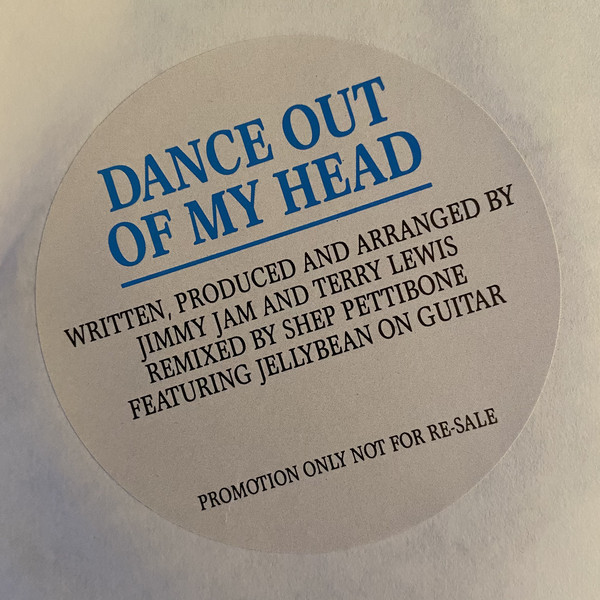 DANCE OUT
OF MY HEAD
WRITTEN, PRODUCED AND ARRANGED BY
JIMMY JAM AND TERRY LEWIS
REMIXED BY SHEP PETTIBONE
FEATURING JELLYBEAN ON GUITAR
PROMOTION ONLY NOT FOR RE-SALE